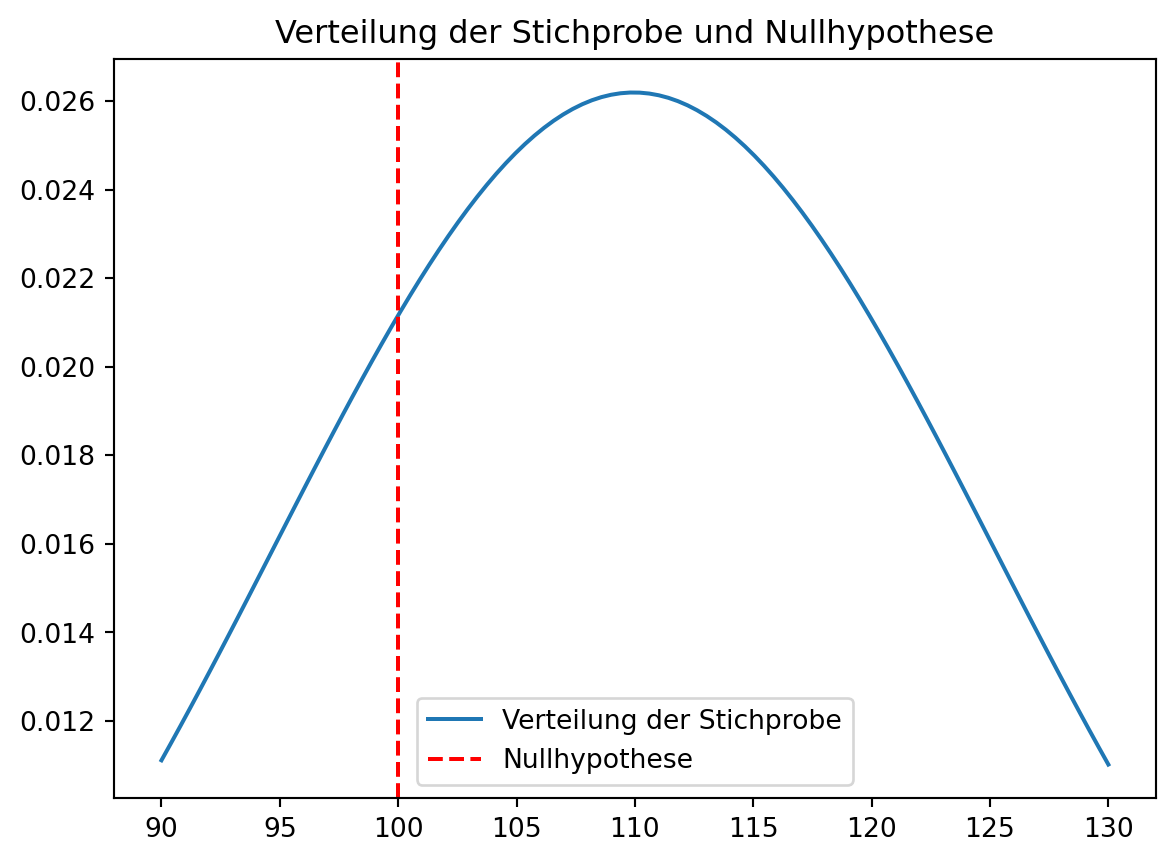 Verteilung der Stichprobe und Nullhypothese
0.026
0.024
0.022
0.020
0.018
0.016
0.014
0.012
Verteilung der Stichprobe
Nullhypothese
90 95 100 105 110 115 120 125 130